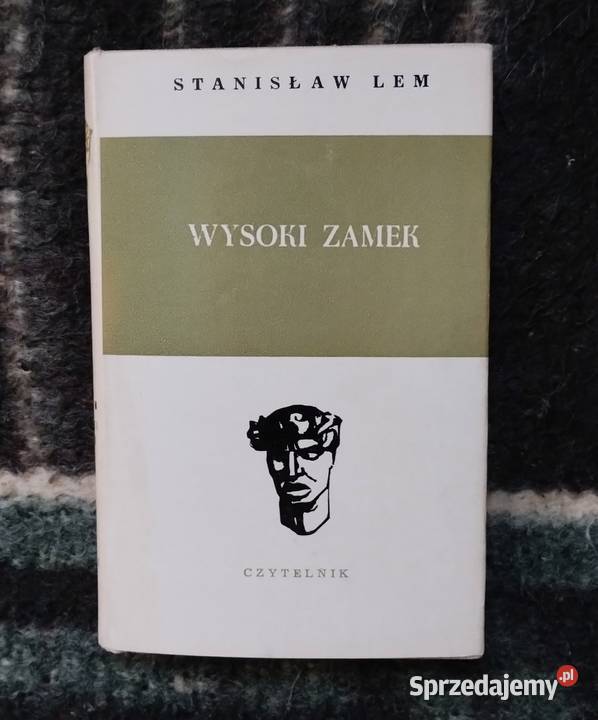 STANISŁAW LEM
WYSOKI ZAMEK
CZYTELNIK
Sprzedajemy.pl